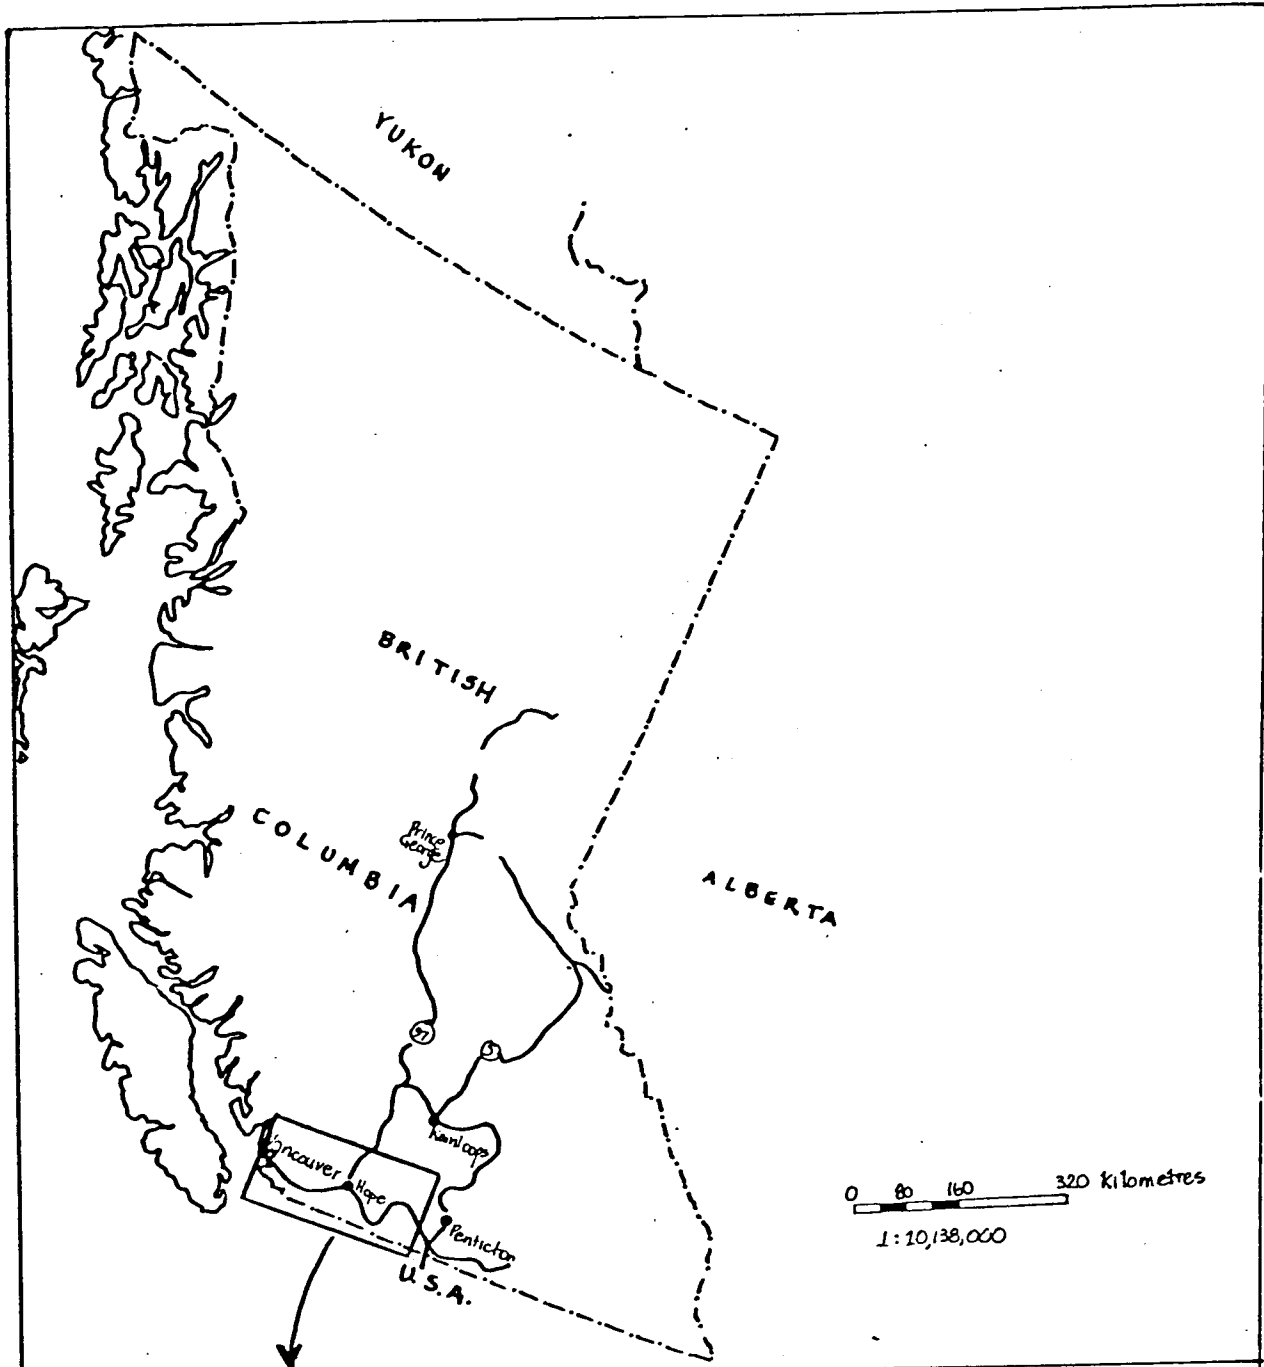 YUKON
BRITISH
COLUMBIA
Prince
George
ALBERTA
97
5
Kamloops
Vancouver
Hope
Penticton
U.S.A.
0 80 160 320 Kilometres
1:10,138,000